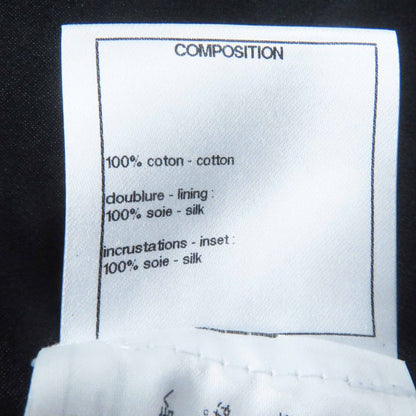 COMPOSITION
100% coton - cotton
doublure - lining :
100% soie - silk
incrustations - inset :
100% soie - silk